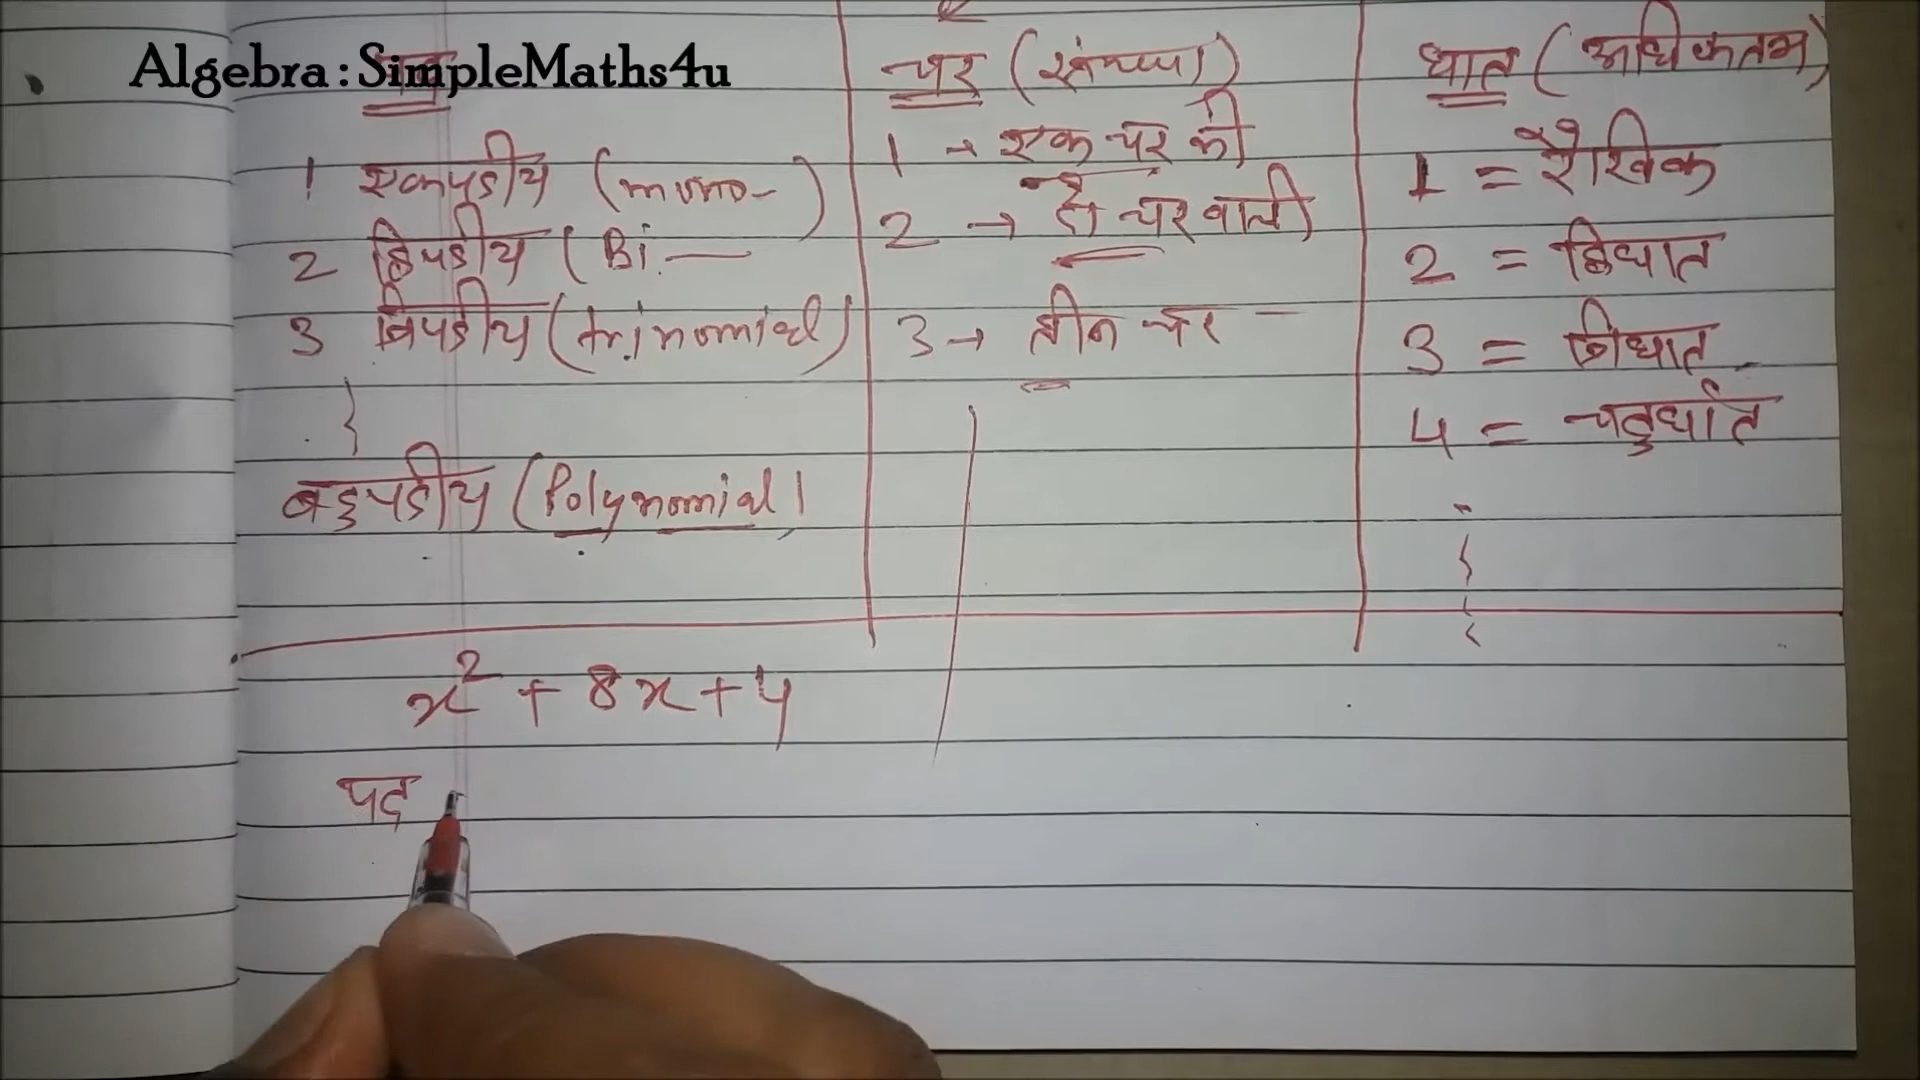 Algebra : SimpleMaths4u
चर (संख्या)
धात (अधिकतम)
1 एकपदीय (mono-)
2 द्विपदीय (Bi. —
3 त्रिपदीय (trinomial)
बहुपदीय (Polynomial)
1 → एक चर की
2 → दो चर वाली
3 → तीन चर —
1 = रैखिक
2 = द्विघात
3 = त्रिघात
4 = चतुर्घात
x² + 8x + 4
पद